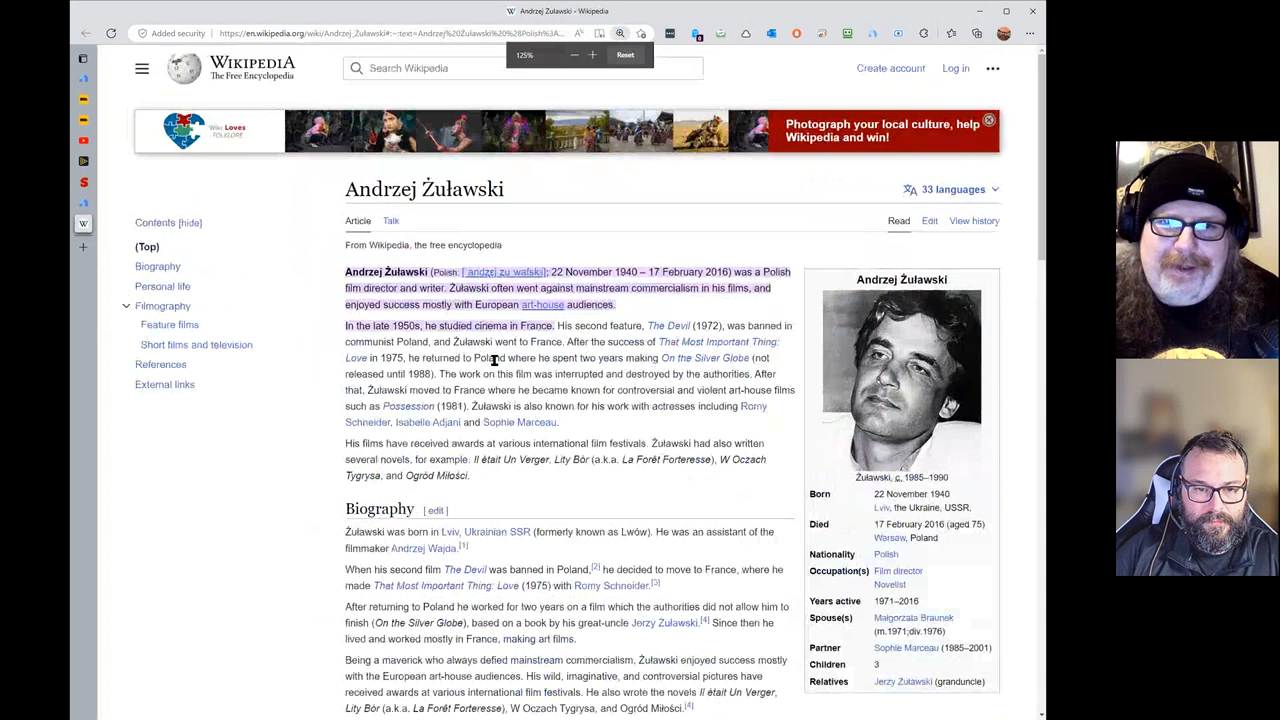 Andrzej Żuławski - Wikipedia
Added security
https://en.wikipedia.org/wiki/Andrzej_Żuławski#:~:text=Andrzej%20Żuławski%20%28Polish%3A...
125%
Reset
WIKIPEDIA
The Free Encyclopedia
Search Wikipedia
Create account
Log in
Wiki Loves
FOLKLORE
Photograph your local culture, help
Wikipedia and win!
Andrzej Żuławski
33 languages
Contents [hide]
(Top)
Biography
Personal life
Filmography
Feature films
Short films and television
References
External links
Article
Talk
Read
Edit
View history
From Wikipedia, the free encyclopedia
Andrzej Żuławski (Polish: 22 November 1940 – 17 February 2016) was a Polish
film director and writer. Żuławski often went against mainstream commercialism in his films, and
enjoyed success mostly with European art-house audiences.
In the late 1950s, he studied cinema in France. His second feature, The Devil (1972), was banned in
communist Poland, and Żuławski went to France. After the success of That Most Important Thing:
Love in 1975, he returned to Poland where he spent two years making On the Silver Globe (not
released until 1988). The work on this film was interrupted and destroyed by the authorities. After
that, Żuławski moved to France where he became known for controversial and violent art-house films
such as Possession (1981). Żuławski is also known for his work with actresses including Romy
Schneider, Isabelle Adjani and Sophie Marceau.
His films have received awards at various international film festivals. Żuławski had also written
several novels, for example: Il était Un Verger, Lity Bór (a.k.a. La Forêt Forteresse), W Oczach
Tygrysa, and Ogród Miłości.
Biography [ edit ]
Żuławski was born in Lviv, Ukrainian SSR (formerly known as Lwów). He was an assistant of the
filmmaker Andrzej Wajda.[1]
When his second film The Devil was banned in Poland,[2] he decided to move to France, where he
made That Most Important Thing: Love (1975) with Romy Schneider.[3]
After returning to Poland he worked for two years on a film which the authorities did not allow him to
finish (On the Silver Globe), based on a book by his great-uncle Jerzy Żuławski.[4] Since then he
lived and worked mostly in France, making art films.
Being a maverick who always defied mainstream commercialism, Żuławski enjoyed success mostly
with the European art-house audiences. His wild, imaginative, and controversial pictures have
received awards at various international film festivals. He also wrote the novels Il était Un Verger,
Lity Bór (a.k.a. La Forêt Forteresse), W Oczach Tygrysa, and Ogród Miłości.[4]
Andrzej Żuławski
Żuławski, c. 1985–1990
Born 22 November 1940
Lviv, the Ukraine, USSR,
Died 17 February 2016 (aged 75)
Warsaw, Poland
Nationality Polish
Occupation(s) Film director
Novelist
Years active 1971–2016
Spouse(s) Małgorzata Braunek
(m.1971;div.1976)
Partner Sophie Marceau (1985–2001)
Children 3
Relatives Jerzy Żuławski (granduncle)